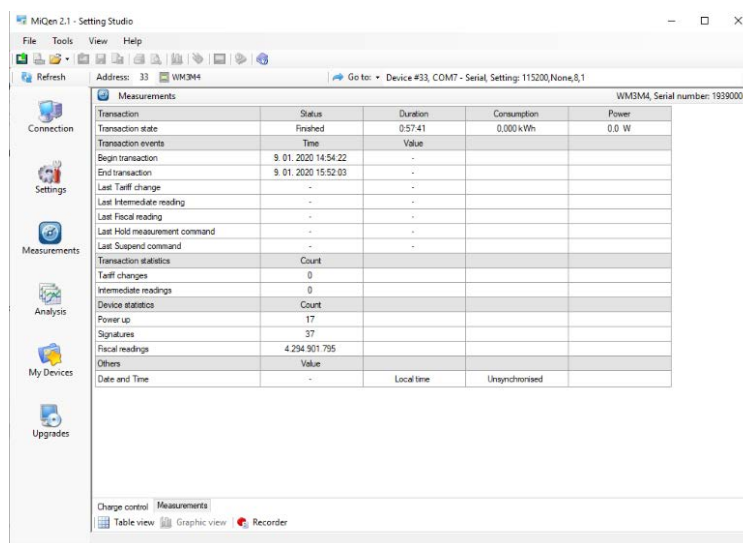 MiQen 2.1 - Setting Studio
File Tools View Help
Refresh Address: 33 WM3M4 Go to: Device #33, COM7 - Serial, Setting: 115200,None,8,1
Measurements WM3M4, Serial number: 1939000
Connection
Settings
Measurements
Analysis
My Devices
Upgrades
Transaction Status Duration Consumption Power
Transaction state Finished 0:57:41 0,000 kWh 0.0 W
Transaction events Time Value
Begin transaction 9. 01. 2020 14:54:22 -
End transaction 9. 01. 2020 15:52:03 -
Last Tariff change - -
Last Intermediate reading - -
Last Fiscal reading - -
Last Hold measurement command - -
Last Suspend command - -
Transaction statistics Count
Tariff changes 0
Intermediate readings 0
Device statistics Count
Power up 17
Signatures 37
Fiscal readings 4.294.901.795
Others Value
Date and Time - Local time Unsynchronised
Charge control Measurements
Table view Graphic view Recorder